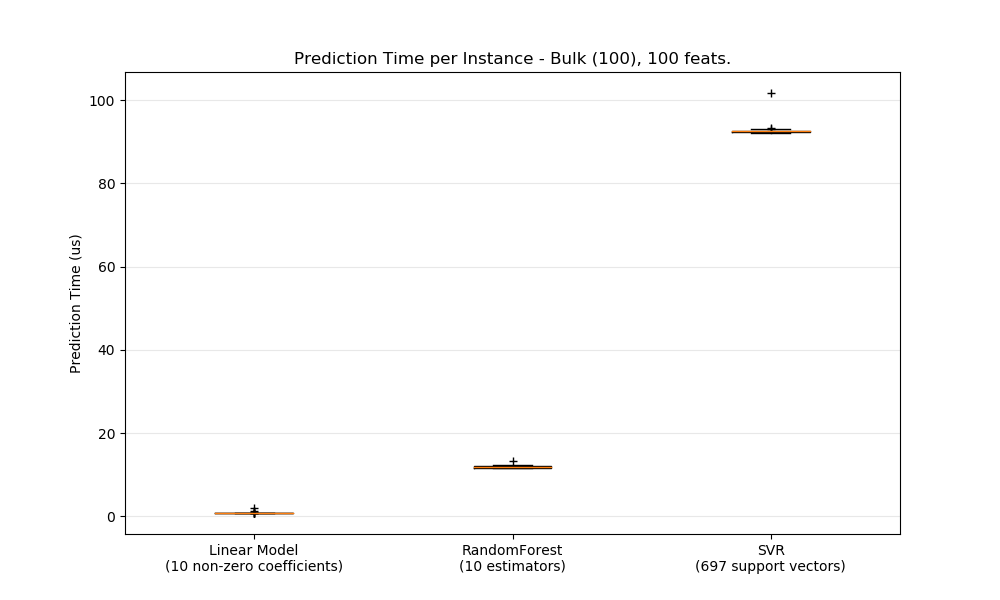 Prediction Time per Instance - Bulk (100), 100 feats.
100
80
60
40
20
0
Prediction Time (us)
Linear Model
(10 non-zero coefficients)
RandomForest
(10 estimators)
SVR
(697 support vectors)